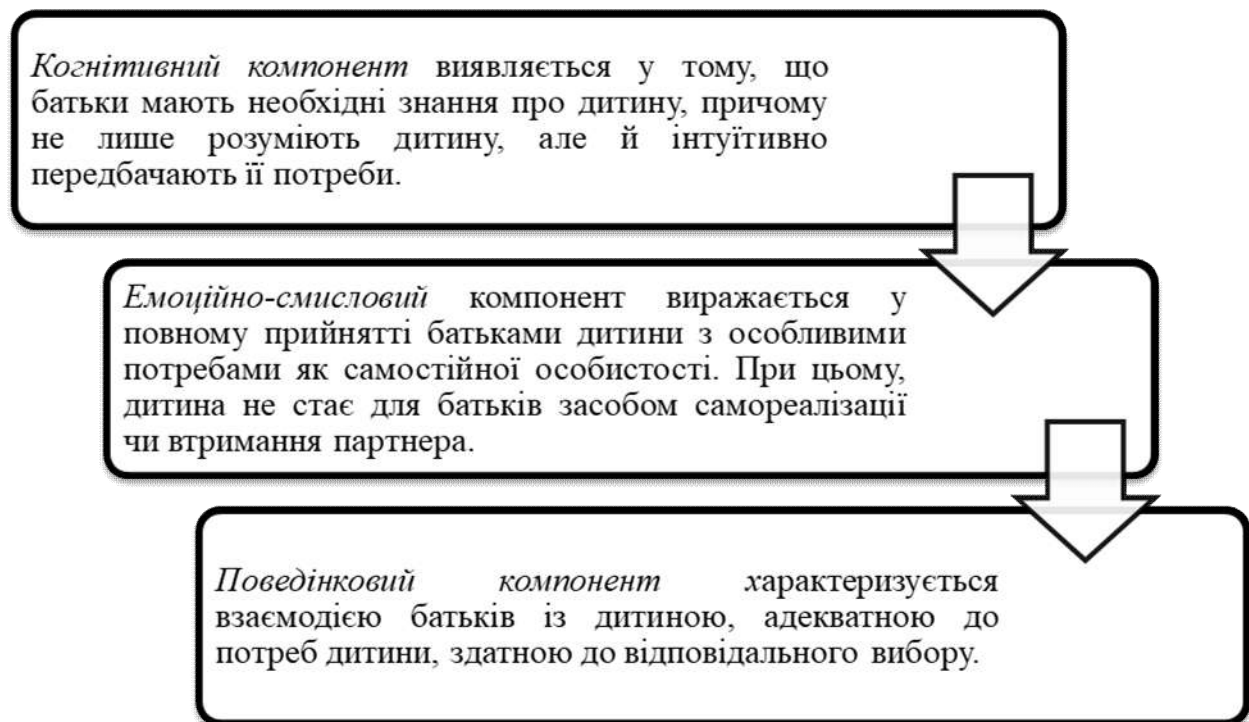 Когнітивний компонент виявляється у тому, що
батьки мають необхідні знання про дитину, причому
не лише розуміють дитину, але й інтуїтивно
передбачають її потреби.
Емоційно-смисловий компонент виражається у
повному прийнятті батьками дитини з особливими
потребами як самостійної особистості. При цьому,
дитина не стає для батьків засобом самореалізації
чи втримання партнера.
Поведінковий компонент характеризується
взаємодією батьків із дитиною, адекватною до
потреб дитини, здатною до відповідального вибору.